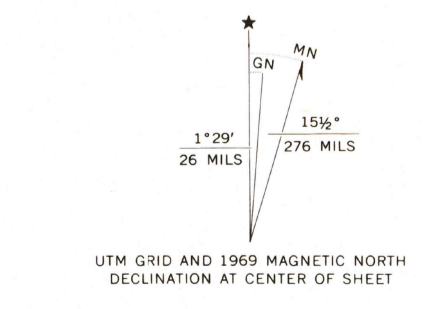 ★
MN
GN
1°29′
26 MILS
15½°
276 MILS
UTM GRID AND 1969 MAGNETIC NORTH
DECLINATION AT CENTER OF SHEET